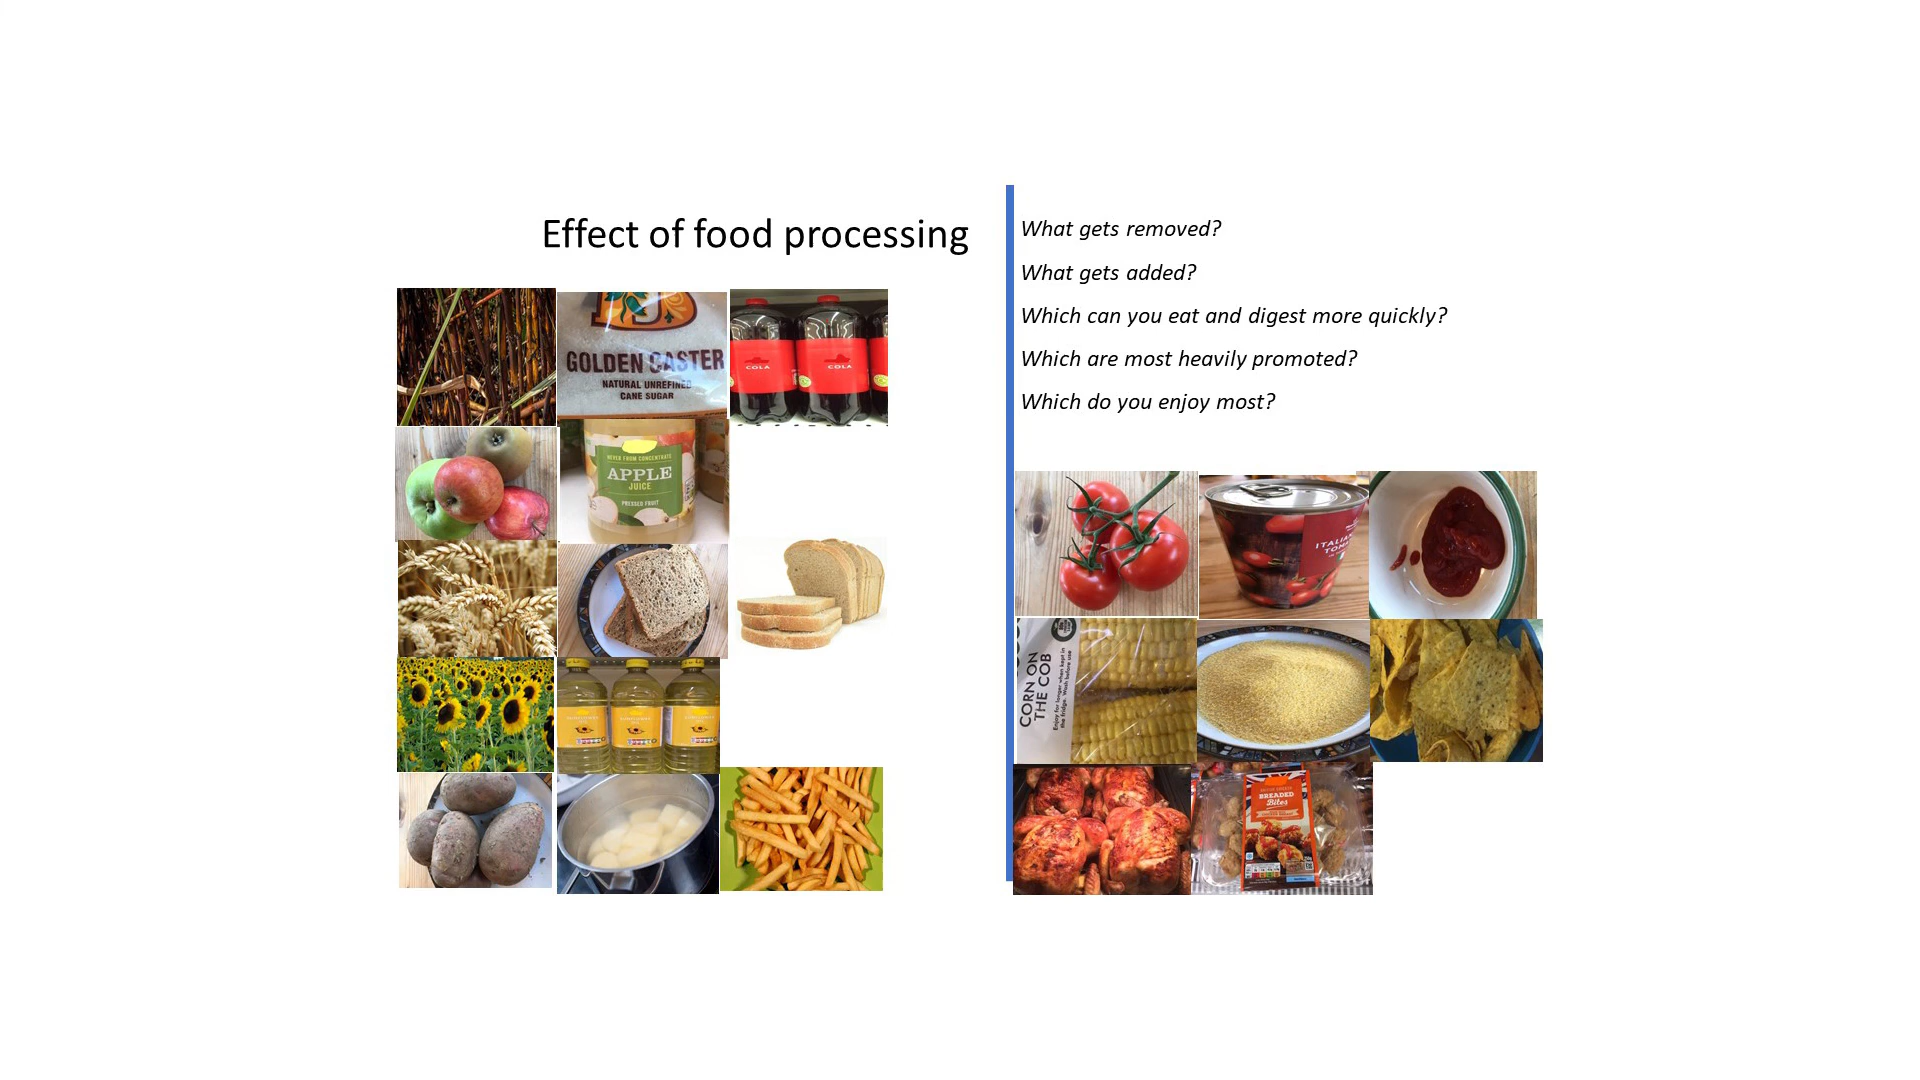 Effect of food processing
What gets removed?
What gets added?
Which can you eat and digest more quickly?
Which are most heavily promoted?
Which do you enjoy most?
GOLDEN CASTER
NATURAL UNREFINED
CANE SUGAR
COLA
COLA
NEVER FROM CONCENTRATE
APPLE
JUICE
PRESSED FRUIT
ITALIA
TOM
CORN ON
THE COB
Enjoy for longer when kept in
the fridge. Wash before use
BREADED
Bites